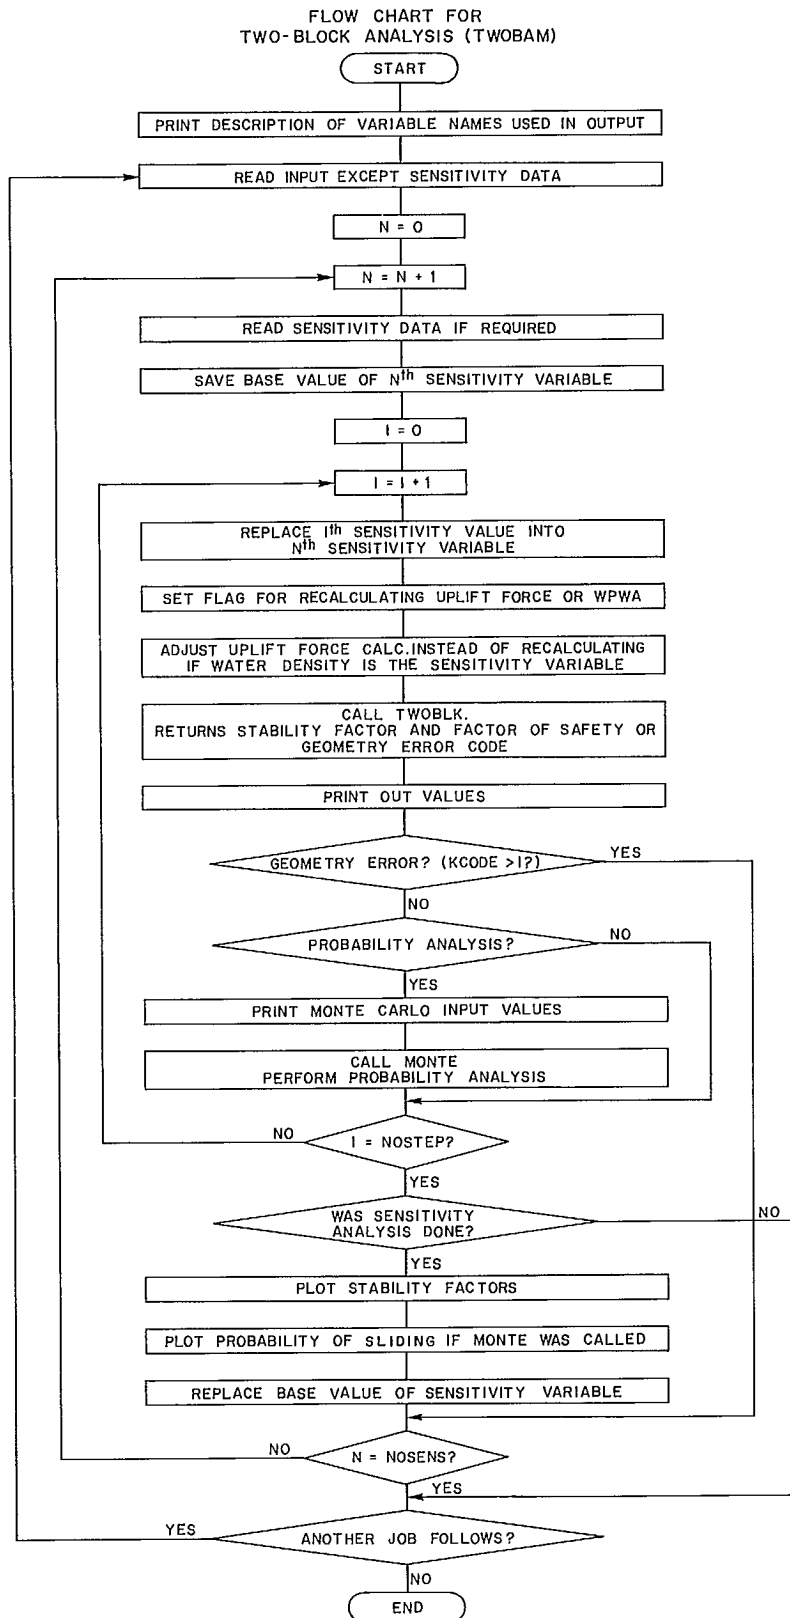 FLOW CHART FOR
TWO-BLOCK ANALYSIS (TWOBAM)
START
PRINT DESCRIPTION OF VARIABLE NAMES USED IN OUTPUT
READ INPUT EXCEPT SENSITIVITY DATA
N = 0
N = N + 1
READ SENSITIVITY DATA IF REQUIRED
SAVE BASE VALUE OF Nth SENSITIVITY VARIABLE
I = 0
I = I + 1
REPLACE Ith SENSITIVITY VALUE INTO
Nth SENSITIVITY VARIABLE
SET FLAG FOR RECALCULATING UPLIFT FORCE OR WPWA
ADJUST UPLIFT FORCE CALC.INSTEAD OF RECALCULATING
IF WATER DENSITY IS THE SENSITIVITY VARIABLE
CALL TWOBLK.
RETURNS STABILITY FACTOR AND FACTOR OF SAFETY OR
GEOMETRY ERROR CODE
PRINT OUT VALUES
GEOMETRY ERROR? (KCODE >I?)
YES
NO
PROBABILITY ANALYSIS?
NO
YES
PRINT MONTE CARLO INPUT VALUES
CALL MONTE
PERFORM PROBABILITY ANALYSIS
NO
I = NOSTEP?
YES
WAS SENSITIVITY
ANALYSIS DONE?
NO
YES
PLOT STABILITY FACTORS
PLOT PROBABILITY OF SLIDING IF MONTE WAS CALLED
REPLACE BASE VALUE OF SENSITIVITY VARIABLE
NO
N = NOSENS?
YES
YES
ANOTHER JOB FOLLOWS?
NO
END